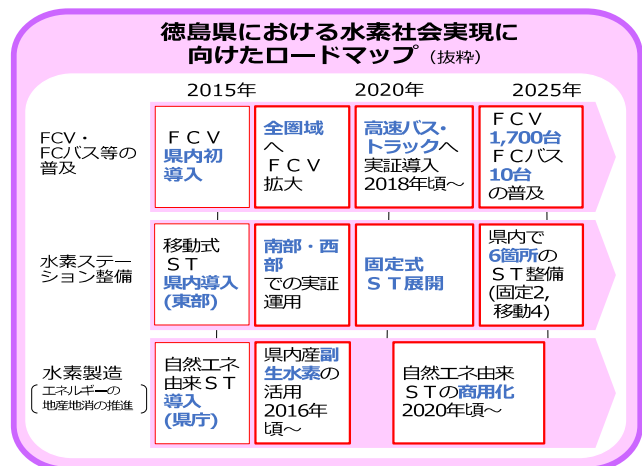 徳島県における水素社会実現に
向けたロードマップ（抜粋）
2015年
2020年
2025年
FCV・
FCバス等の
普及
ＦＣＶ
県内初
導入
全圏域
へ
ＦＣＶ
拡大
高速バス・
トラックへ
実証導入
2018年頃～
ＦＣＶ
1,700台
ＦＣバス
10台
の普及
水素ステー
ション整備
移動式
ＳＴ
県内導入
(東部)
南部・西
部
での実証
運用
固定式
ＳＴ展開
県内で
6箇所の
ＳＴ整備
(固定2,
移動4)
水素製造
エネルギーの
地産地消の推進
自然エネ
由来ＳＴ
導入
(県庁)
県内産副
生水素の
活用
2016年
頃～
自然エネ由来
ＳＴの商用化
2020年頃～